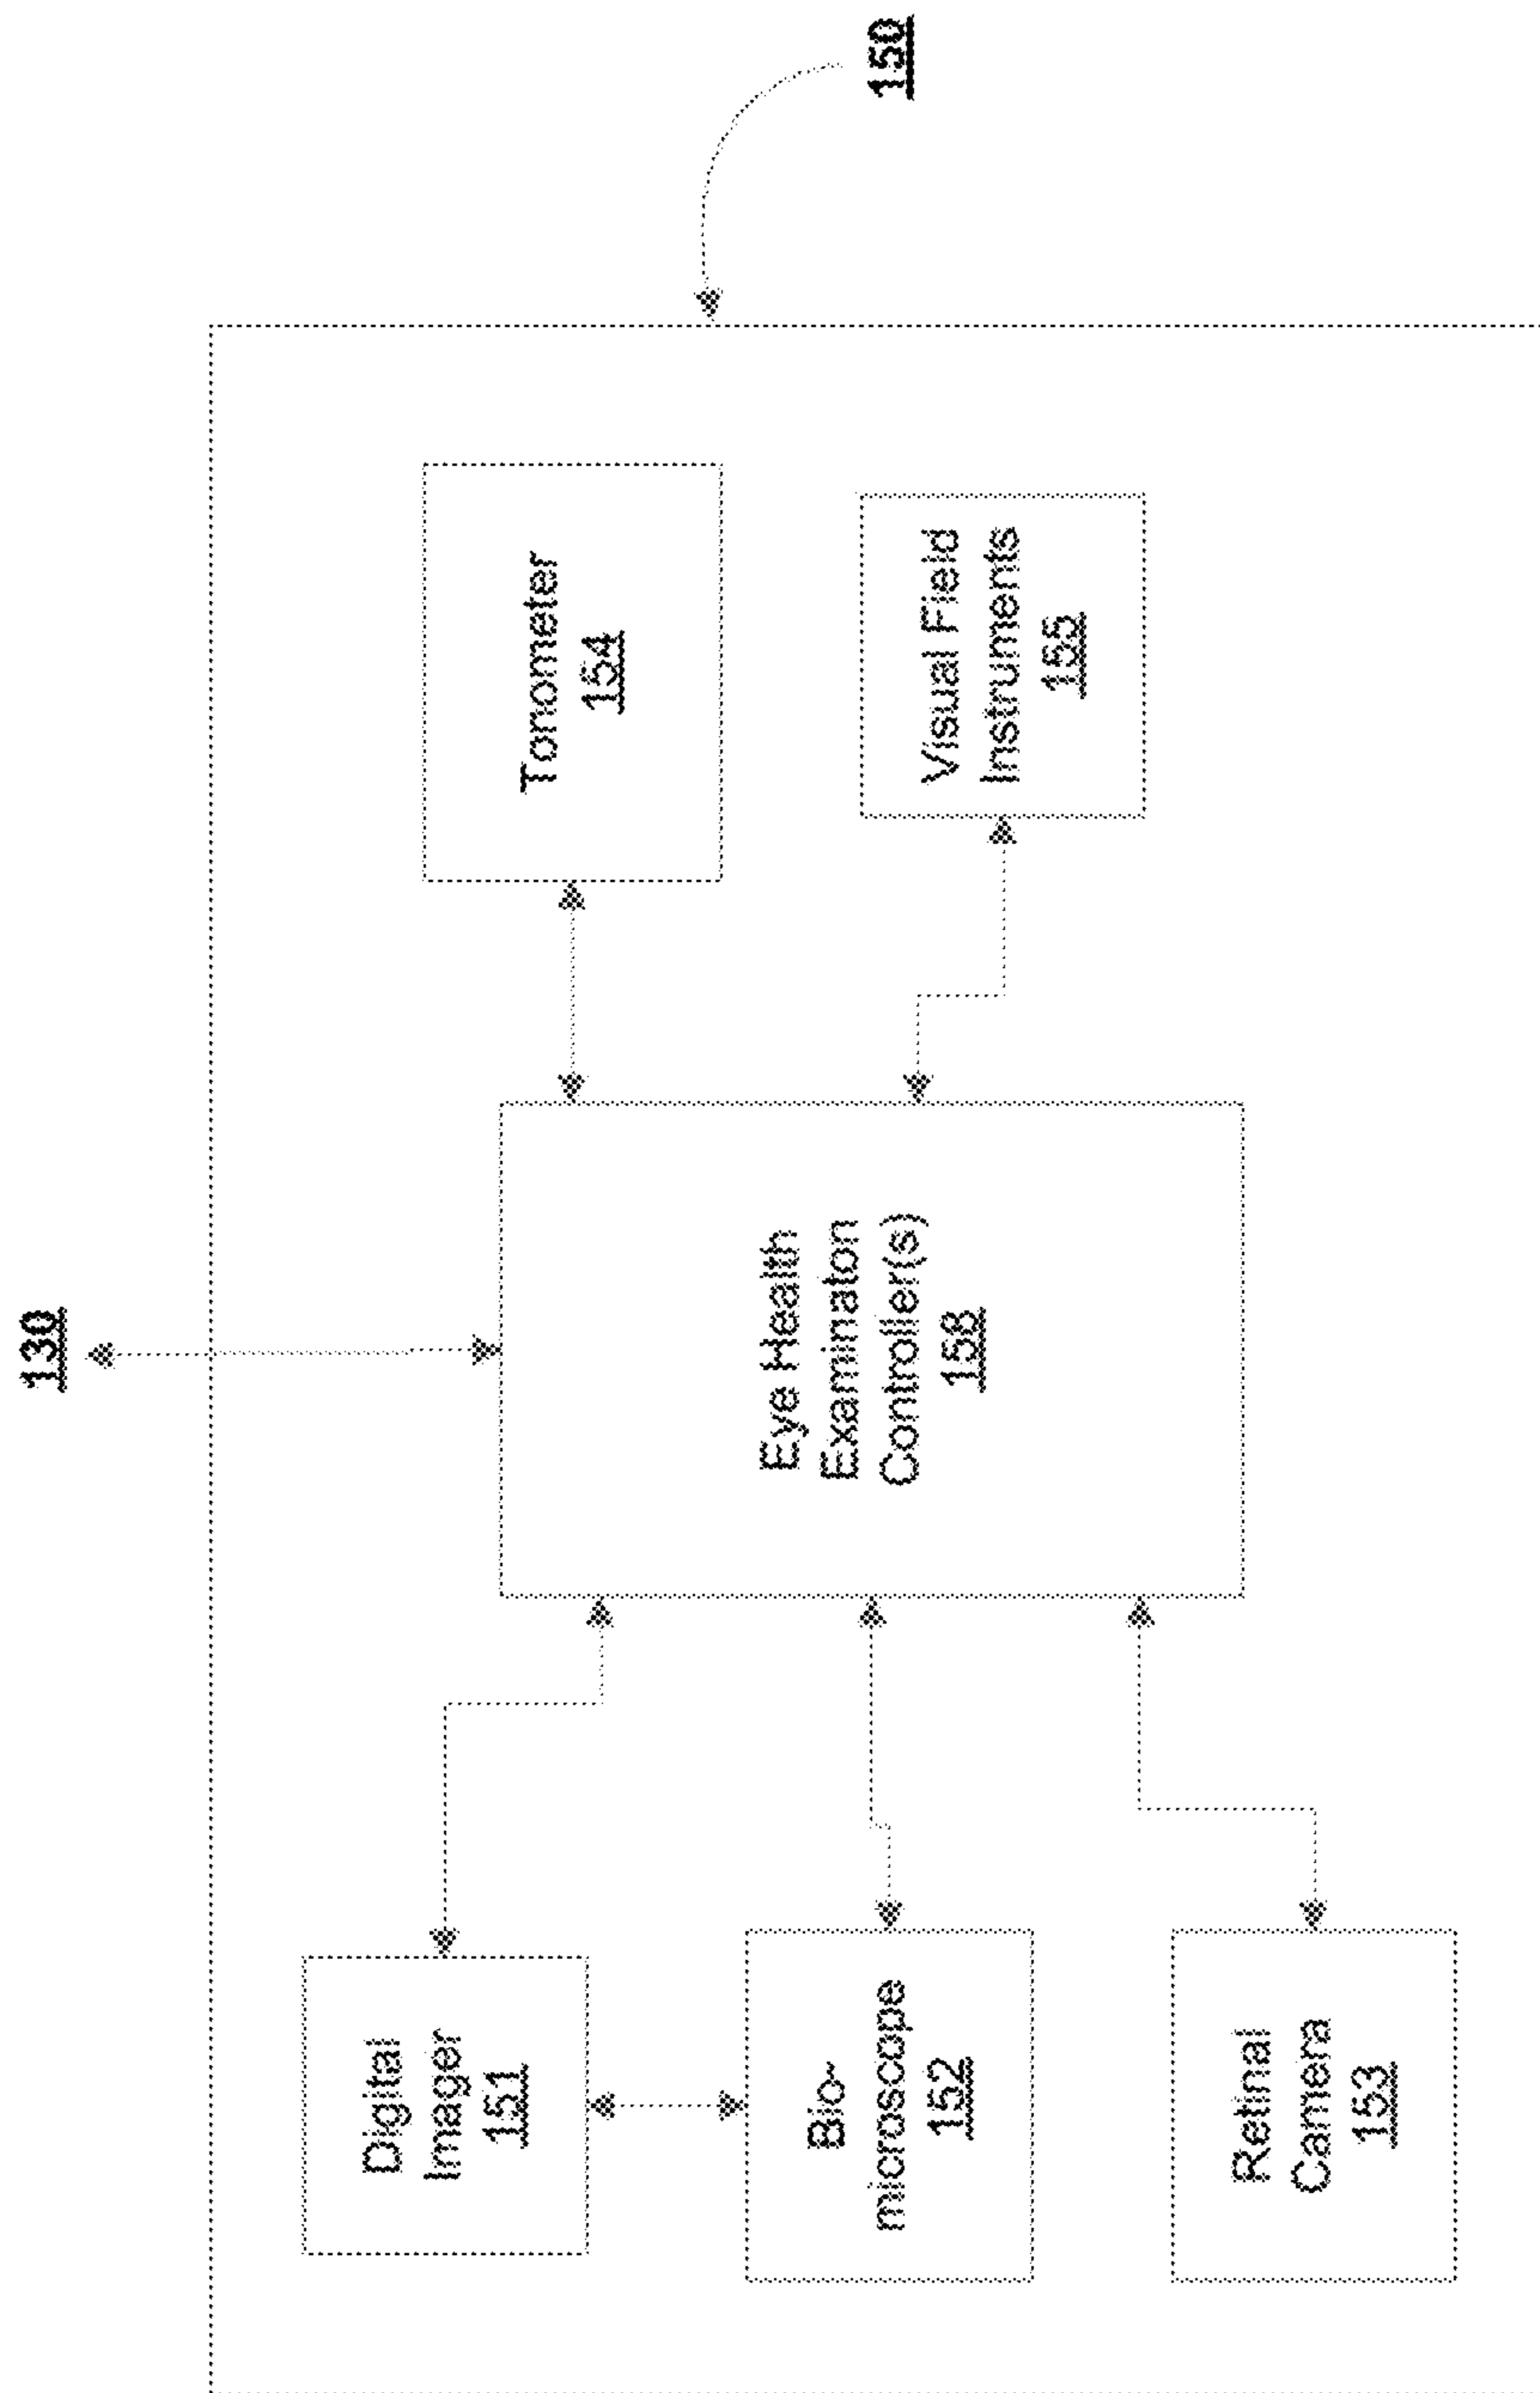 130
150
Digital
Imager
151
Bio-
microscope
152
Retinal
Camera
153
Eye Health
Examinaton
Controller(s)
158
Tonometer
154
Visual Field
Instruments
155